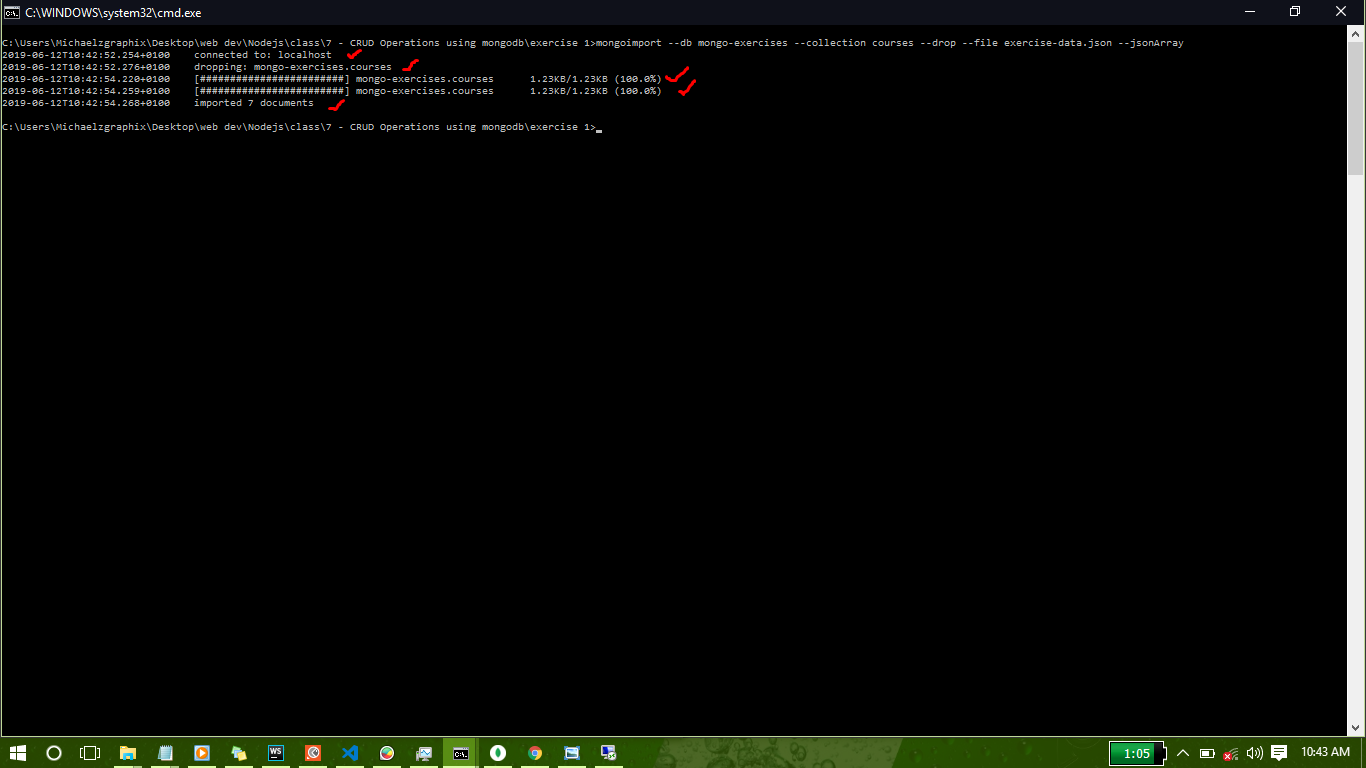 C:\WINDOWS\system32\cmd.exe
C:\Users\Michaelzgraphix\Desktop\web dev\Nodejs\class\7 - CRUD Operations using mongodb\exercise 1>mongoimport --db mongo-exercises --collection courses --drop --file exercise-data.json --jsonArray
2019-06-12T10:42:52.254+0100    connected to: localhost
2019-06-12T10:42:52.276+0100    dropping: mongo-exercises.courses
2019-06-12T10:42:54.220+0100    [########################] mongo-exercises.courses      1.23KB/1.23KB (100.0%)
2019-06-12T10:42:54.259+0100    [########################] mongo-exercises.courses      1.23KB/1.23KB (100.0%)
2019-06-12T10:42:54.268+0100    imported 7 documents
C:\Users\Michaelzgraphix\Desktop\web dev\Nodejs\class\7 - CRUD Operations using mongodb\exercise 1>
WS
C:\.
1:05
10:43 AM